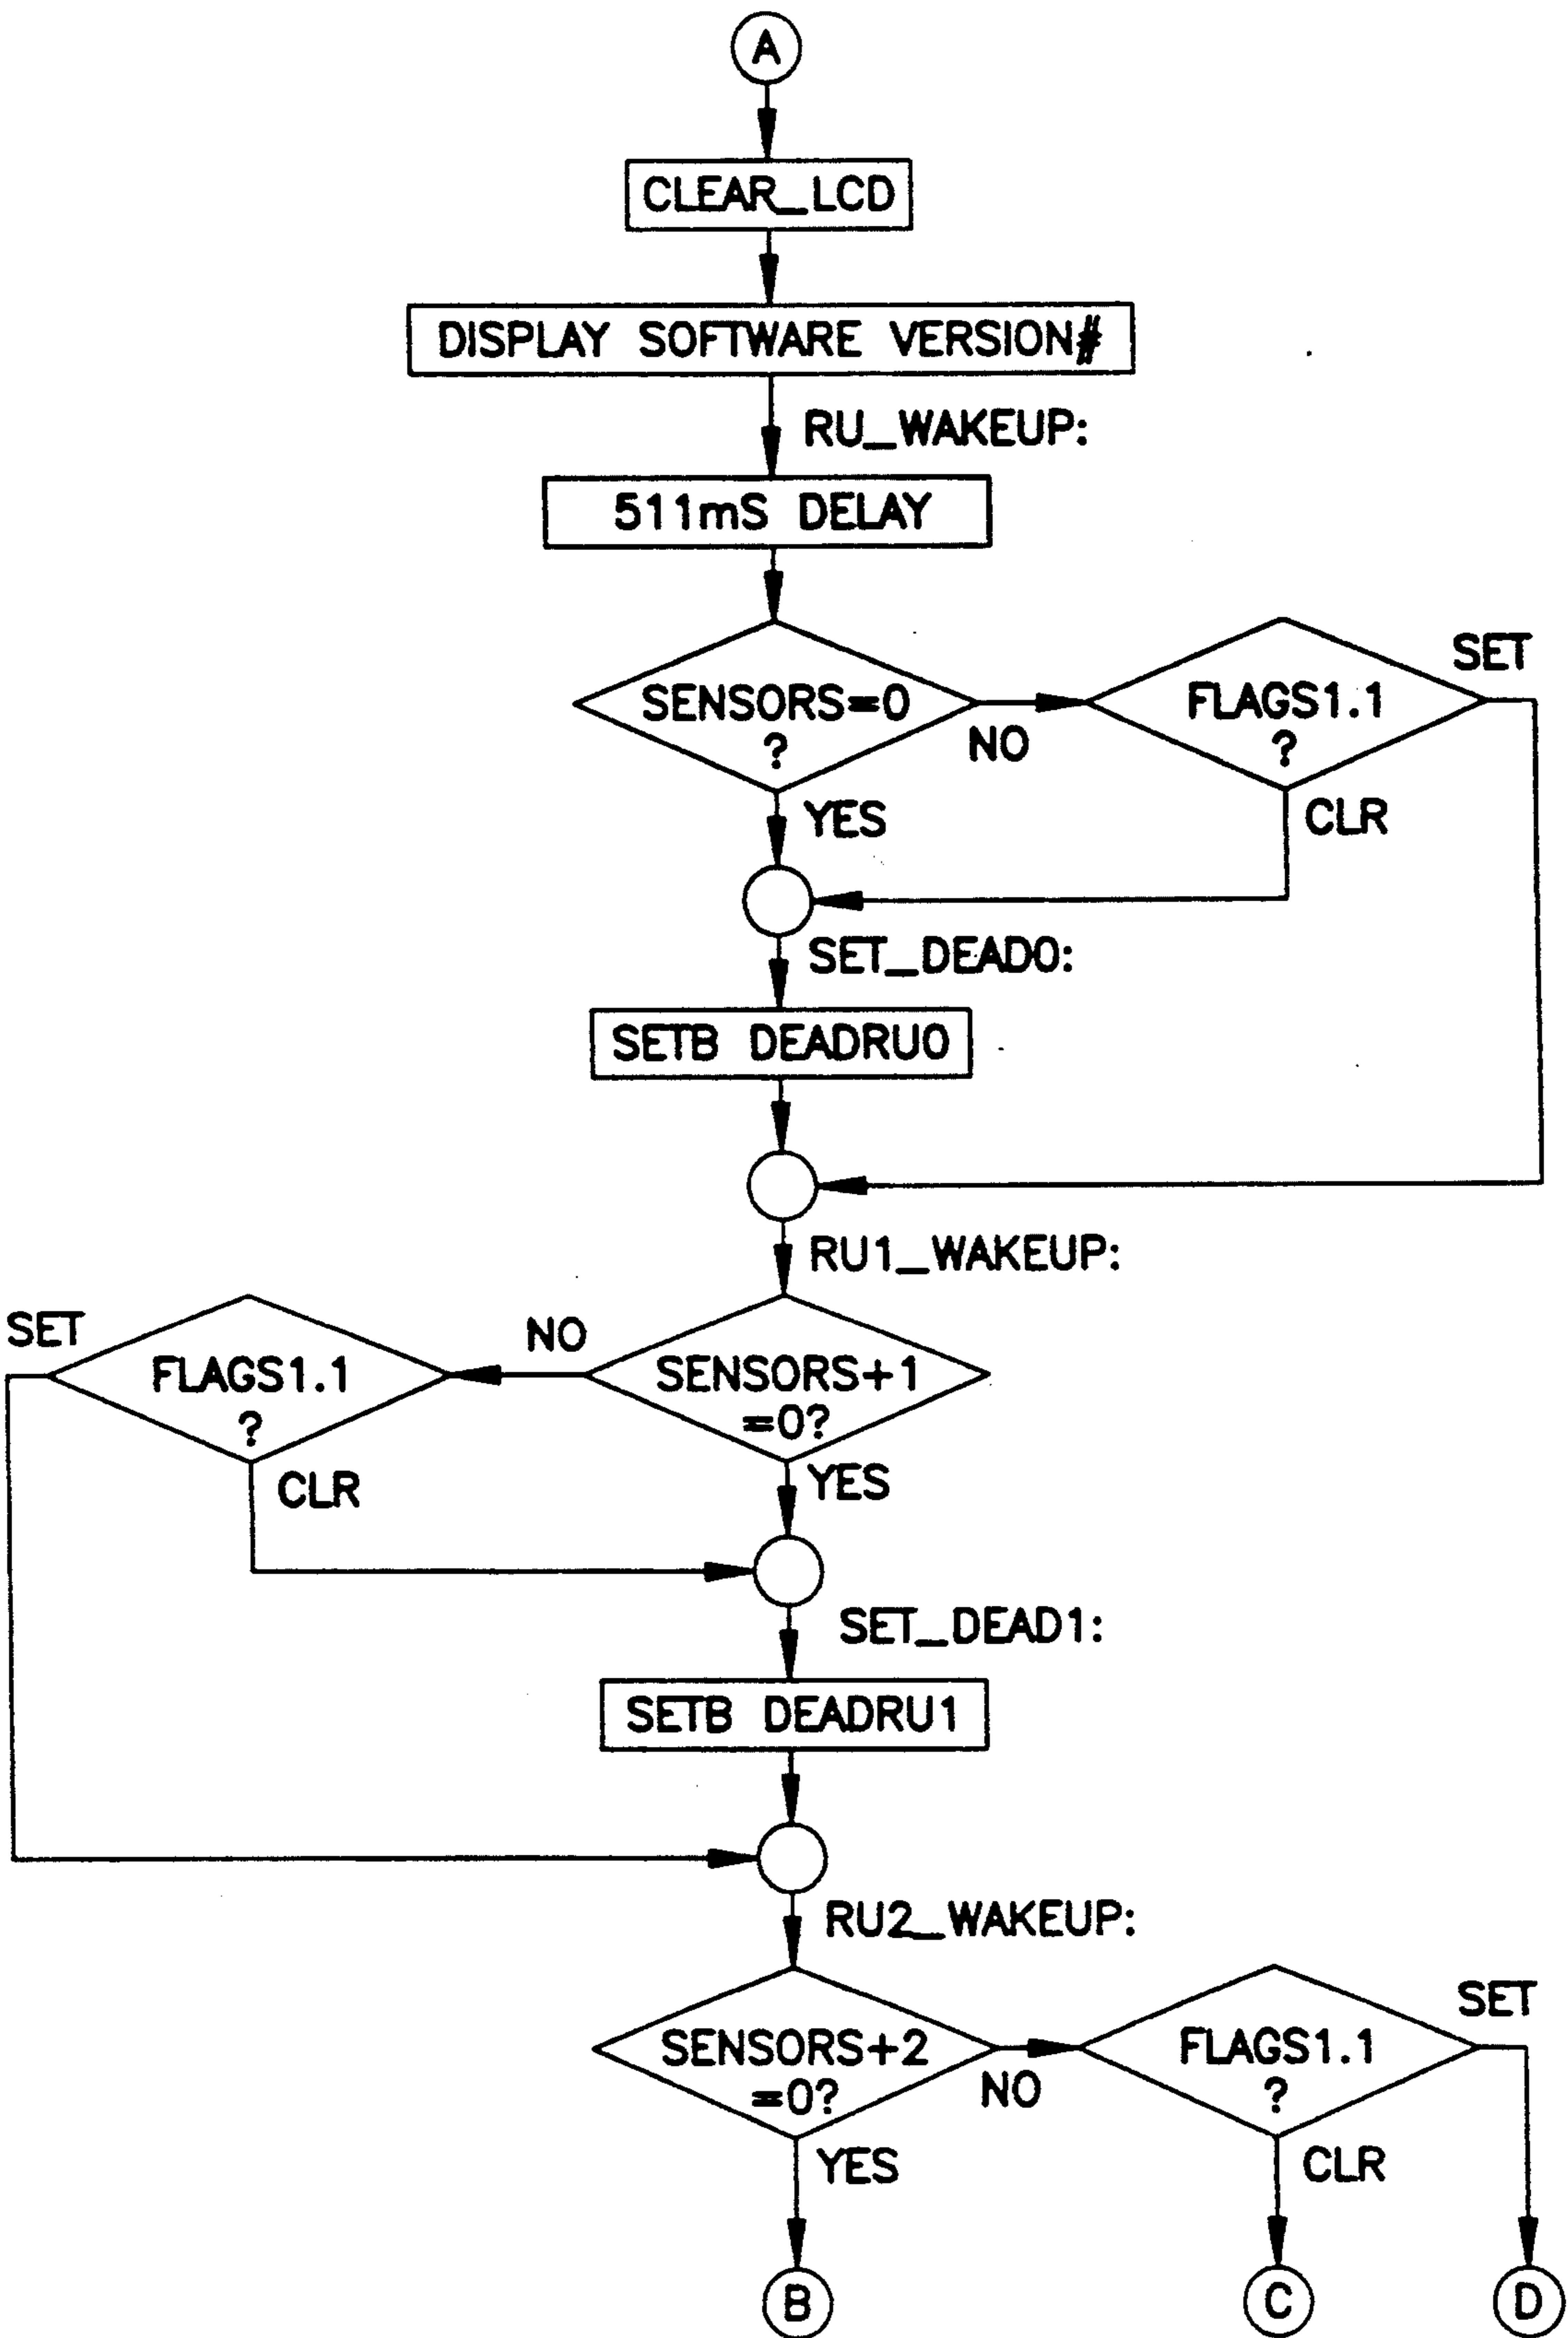 A
CLEAR_LCD
DISPLAY SOFTWARE VERSION#
RU_WAKEUP:
511mS DELAY
SENSORS=0
?
NO
YES
FLAGS1.1
?
SET
CLR
SET_DEAD0:
SETB DEADRU0
RU1_WAKEUP:
SENSORS+1
=0?
NO
YES
FLAGS1.1
?
SET
CLR
SET_DEAD1:
SETB DEADRU1
RU2_WAKEUP:
SENSORS+2
=0?
NO
YES
FLAGS1.1
?
SET
CLR
B
C
D